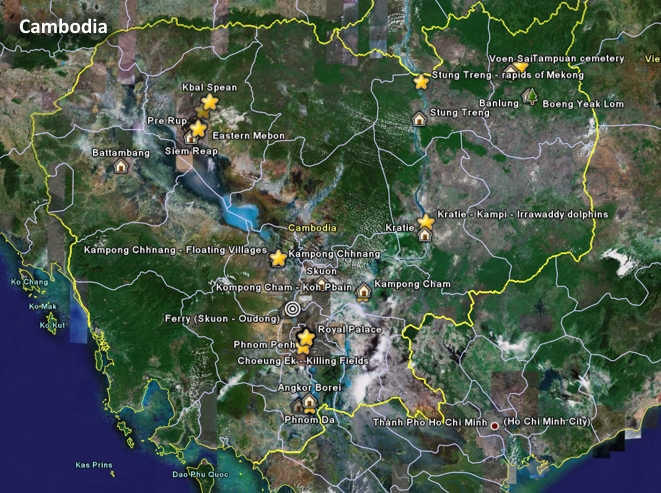 Cambodia
Voen SaiTampuan cemetery
Vie
Stung Treng - rapids of Mekong
Kbal Spean
Banlung
Boeng Yeak Lom
Stung Treng
Pre Rup
Eastern Mebon
Siem Reap
Battambang
Kratie - Kampi - Irrawaddy dolphins
Kratie
Cambodia
Kampong Chhnang - Floating Villages
Kampong Chhnang
Skuon
Ko Chang
Kompong Cham - Koh Pbain
Kampong Cham
Ko Mak
Ko Kut
Ferry (Skuon - Oudong)
Royal Palace
Phnom Penh
Choeung Ek - Killing Fields
Angkor Borei
Phnom Da
Thành Pho Ho Chi Minh
(Ho Chi Minh City)
Kas Prins
Dao Phu Quoc